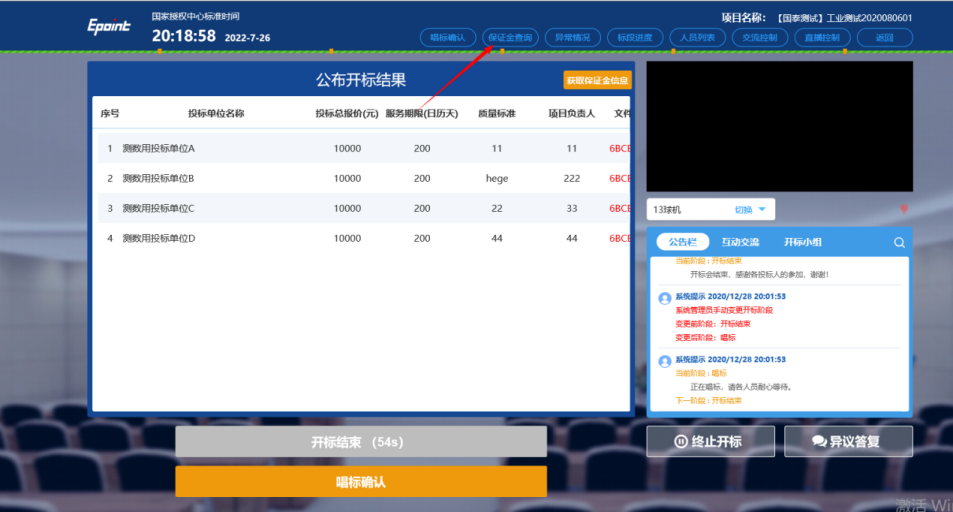 Epoint
国家授权中心标准时间
20:18:58 2022-7-26
项目名称: 【国泰测试】工业测试2020080601
唱标确认 保证金查询 异常情况 标段进度 人员列表 交流控制 直播控制 返回
公布开标结果
获取保证金信息
序号 投标单位名称 投标总报价(元) 服务期限(日历天) 质量标准 项目负责人 文件
1 测数用投标单位A 10000 200 11 11 6BCE
2 测数用投标单位B 10000 200 hege 222 6BCE
3 测数用投标单位C 10000 200 22 33 6BCE
4 测数用投标单位D 10000 200 44 44 6BCE
开标结束 (54s)
唱标确认
13球机 切换
公告栏 互动交流 开标小组
当前阶段 : 开标结束
开标会结束、感谢各投标人的参加、谢谢!
系统提示 2020/12/28 20:01:53
系统管理员手动变更开标阶段
变更前阶段: 开标结束
变更后阶段: 唱标
系统提示 2020/12/28 20:01:53
当前阶段 : 唱标
正在唱标、请各人员耐心等待。
下一阶段 : 开标结束
终止开标 异议答复
激活 Wi